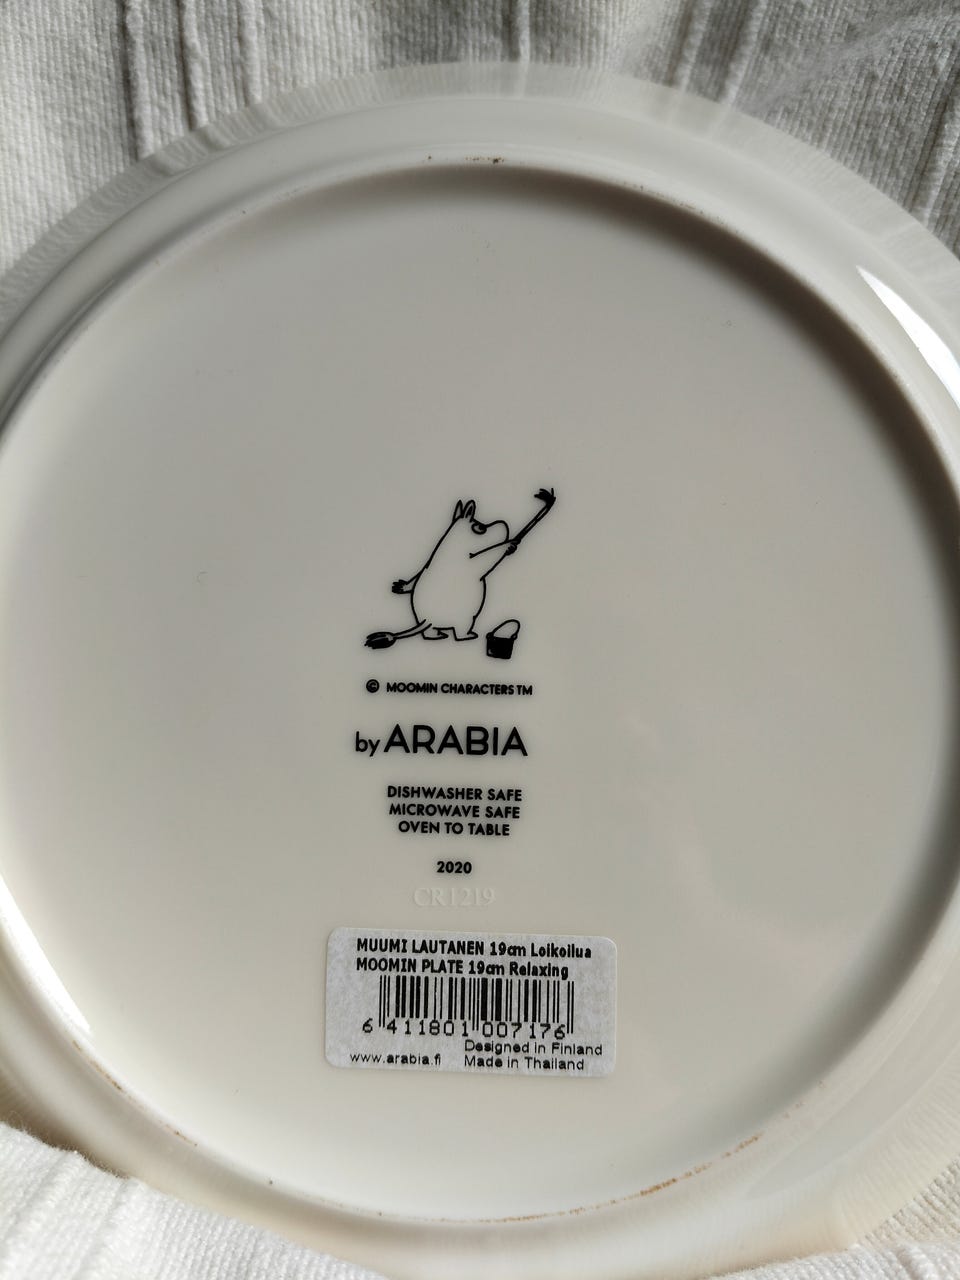 © MOOMIN CHARACTERS TM
by ARABIA
DISHWASHER SAFE
MICROWAVE SAFE
OVEN TO TABLE
2020
CR1219
MUUMI LAUTANEN 19cm Loikoilua
MOOMIN PLATE 19cm Relaxing
6 411801 007176
Designed in Finland
www.arabia.fi Made in Thailand